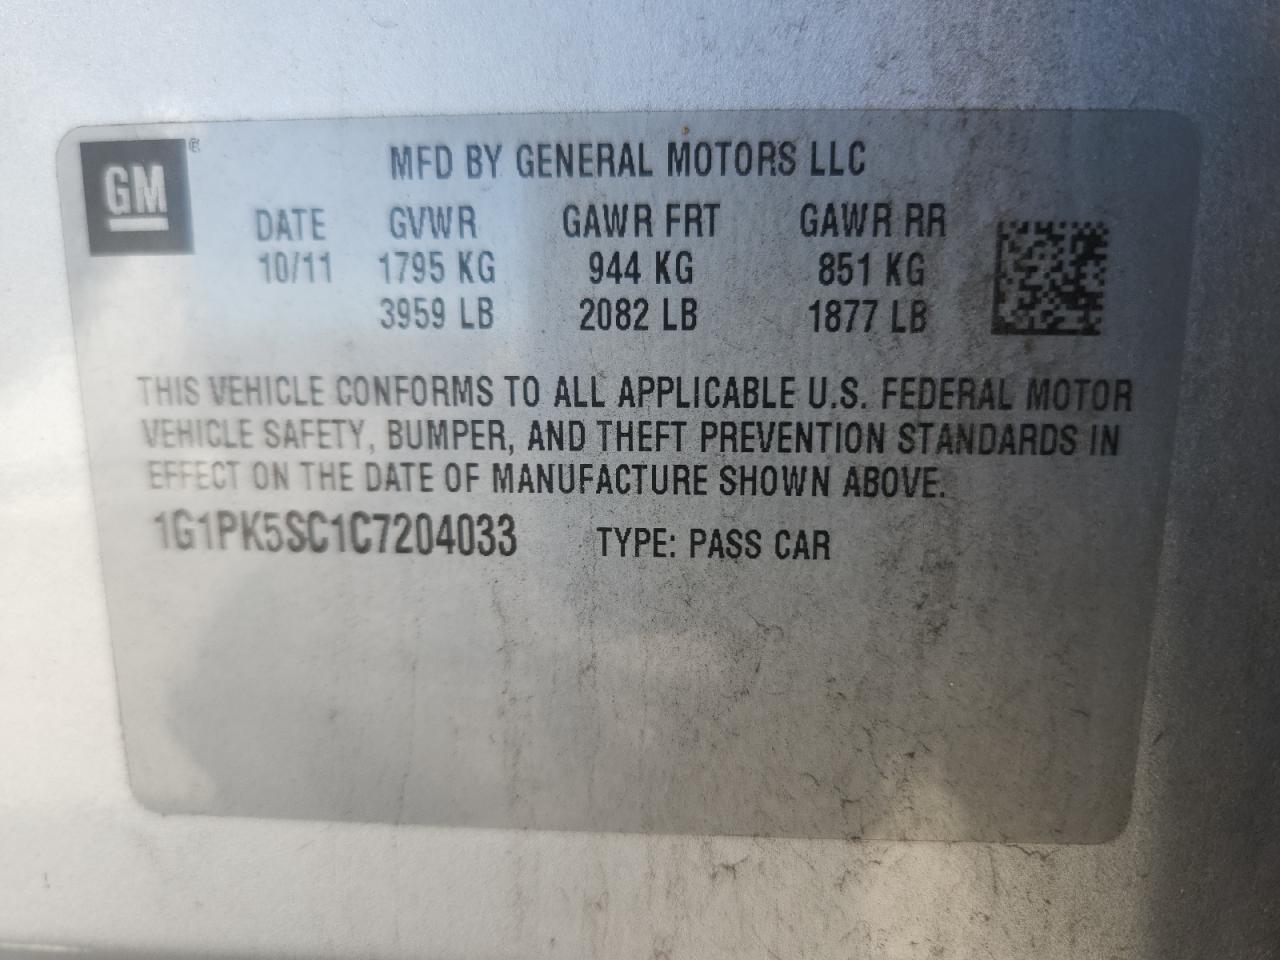 GM®
MFD BY GENERAL MOTORS LLC
DATE GVWR GAWR FRT GAWR RR
10/11 1795 KG 944 KG 851 KG
3959 LB 2082 LB 1877 LB
THIS VEHICLE CONFORMS TO ALL APPLICABLE U.S. FEDERAL MOTOR
VEHICLE SAFETY, BUMPER, AND THEFT PREVENTION STANDARDS IN
EFFECT ON THE DATE OF MANUFACTURE SHOWN ABOVE.
1G1PK5SC1C7204033 TYPE: PASS CAR